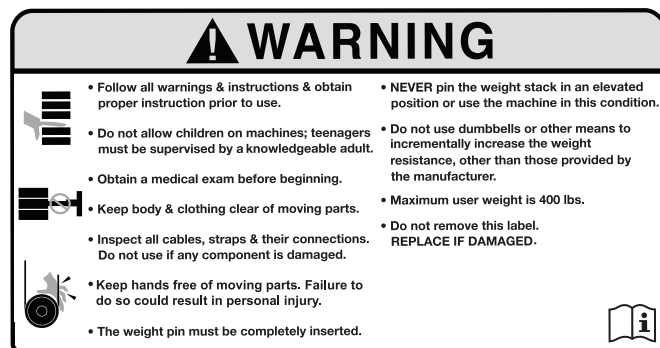 WARNING
• Follow all warnings & instructions & obtain
proper instruction prior to use.
• Do not allow children on machines; teenagers
must be supervised by a knowledgeable adult.
• Obtain a medical exam before beginning.
• Keep body & clothing clear of moving parts.
• Inspect all cables, straps & their connections.
Do not use if any component is damaged.
• Keep hands free of moving parts. Failure to
do so could result in personal injury.
• The weight pin must be completely inserted.
• NEVER pin the weight stack in an elevated
position or use the machine in this condition.
• Do not use dumbbells or other means to
incrementally increase the weight
resistance, other than those provided by
the manufacturer.
• Maximum user weight is 400 lbs.
• Do not remove this label.
REPLACE IF DAMAGED.
i